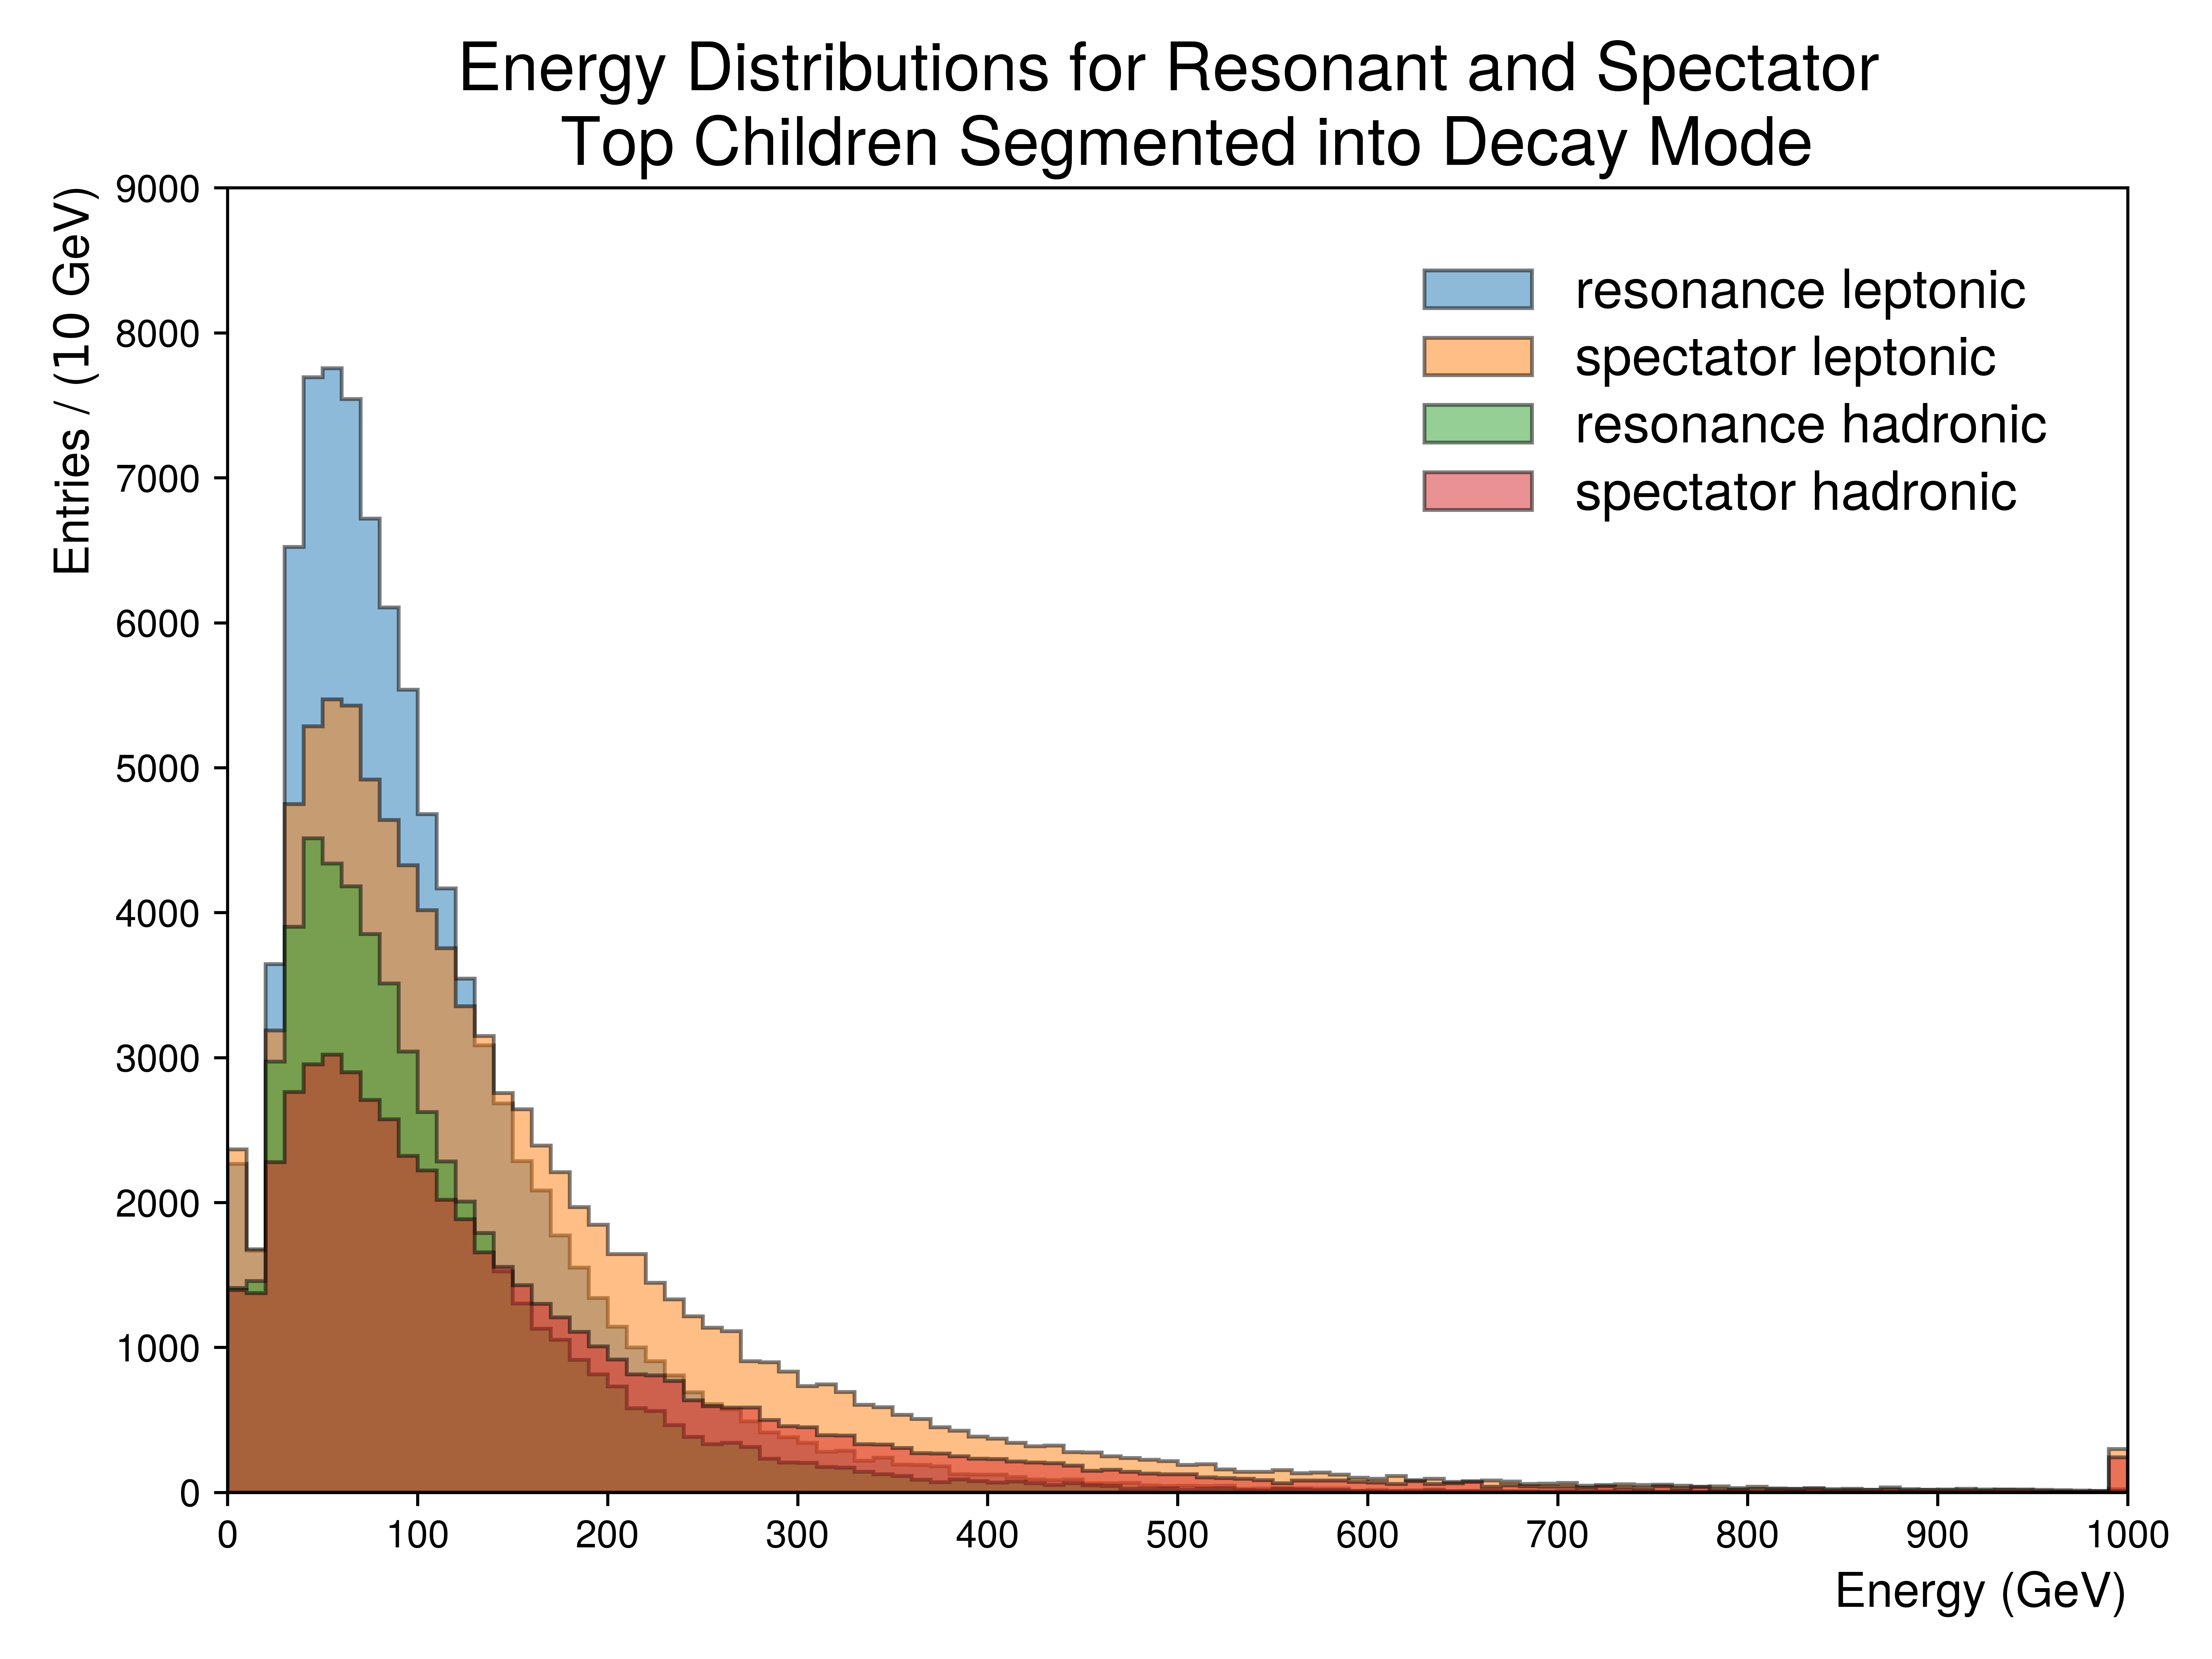 Energy Distributions for Resonant and Spectator
Top Children Segmented into Decay Mode
Entries / (10 GeV)
9000
8000
7000
6000
5000
4000
3000
2000
1000
0
resonance leptonic
spectator leptonic
resonance hadronic
spectator hadronic
0 100 200 300 400 500 600 700 800 900 1000
Energy (GeV)